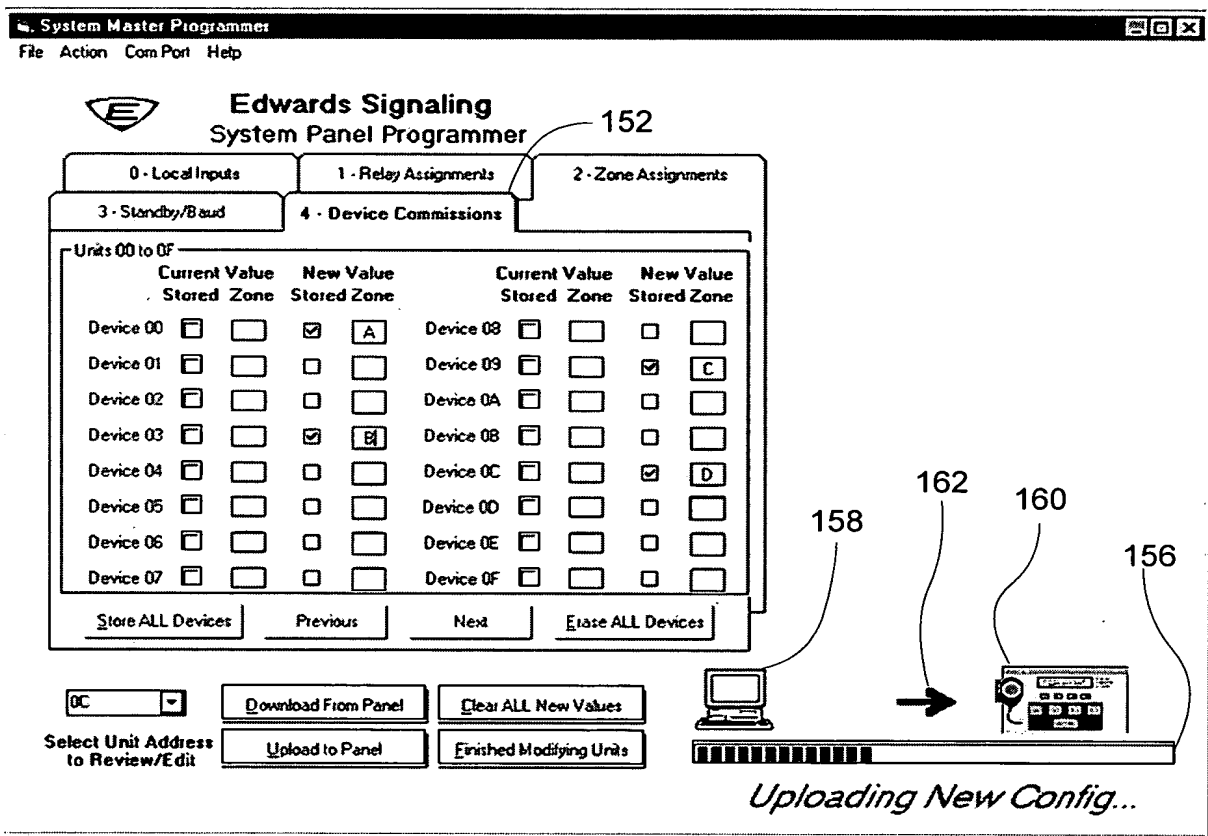 System Master Programmer
File Action Com Port Help
E
Edwards Signaling
System Panel Programmer
152
0 - Local Inputs 1 - Relay Assignments 2 - Zone Assignments
3 - Standby/Baud 4 - Device Commissions
Units 00 to 0F
Current Value New Value Current Value New Value
Stored Zone Stored Zone Stored Zone Stored Zone
Device 00 A Device 08
Device 01 Device 09 C
Device 02 Device 0A
Device 03 B Device 0B
Device 04 Device 0C D
Device 05 Device 0D
Device 06 Device 0E
Device 07 Device 0F
Store ALL Devices Previous Next Erase ALL Devices
158 162 160 156
0C Download From Panel Clear ALL New Values
Select Unit Address
to Review/Edit
Upload to Panel Finished Modifying Units
Uploading New Config...